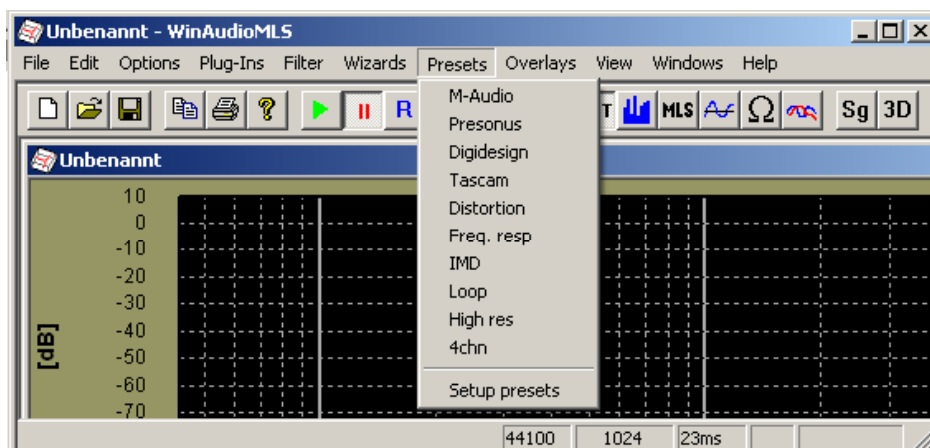 Unbenannt - WinAudioMLS
File Edit Options Plug-Ins Filter Wizards Presets Overlays View Windows Help
R T MLS Ω Sg 3D
M-Audio
Presonus
Digidesign
Tascam
Distortion
Freq. resp
IMD
Loop
High res
4chn
Setup presets
Unbenannt
10
0
-10
-20
-30
-40
-50
-60
-70
[dB]
44100 1024 23ms